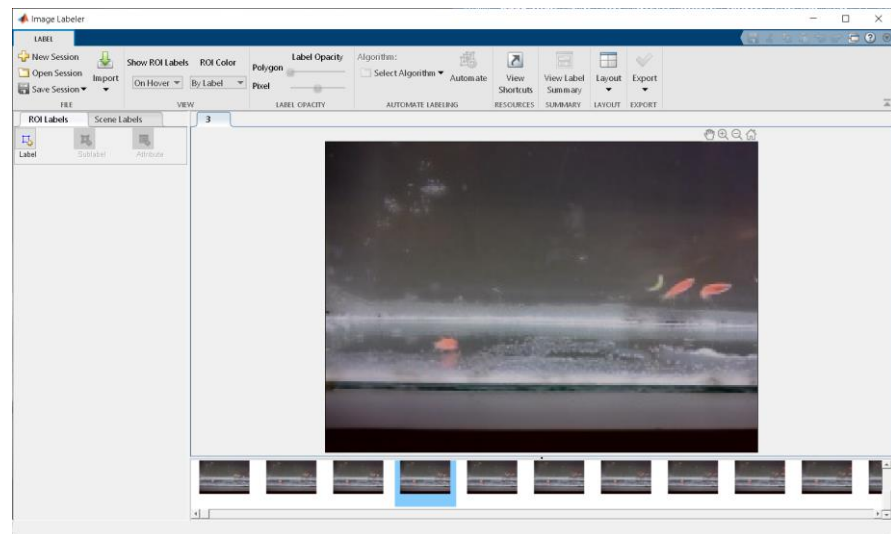 Image Labeler
LABEL
New Session
Open Session
Save Session
Import
FILE
Show ROI Labels
ROI Color
On Hover
By Label
VIEW
Label Opacity
Polygon
Pixel
LABEL OPACITY
Algorithm:
Select Algorithm
Automate
AUTOMATE LABELING
View Shortcuts
RESOURCES
View Label Summary
SUMMARY
Layout
LAYOUT
Export
EXPORT
ROI Labels
Scene Labels
3
Label
Sublabel
Attribute